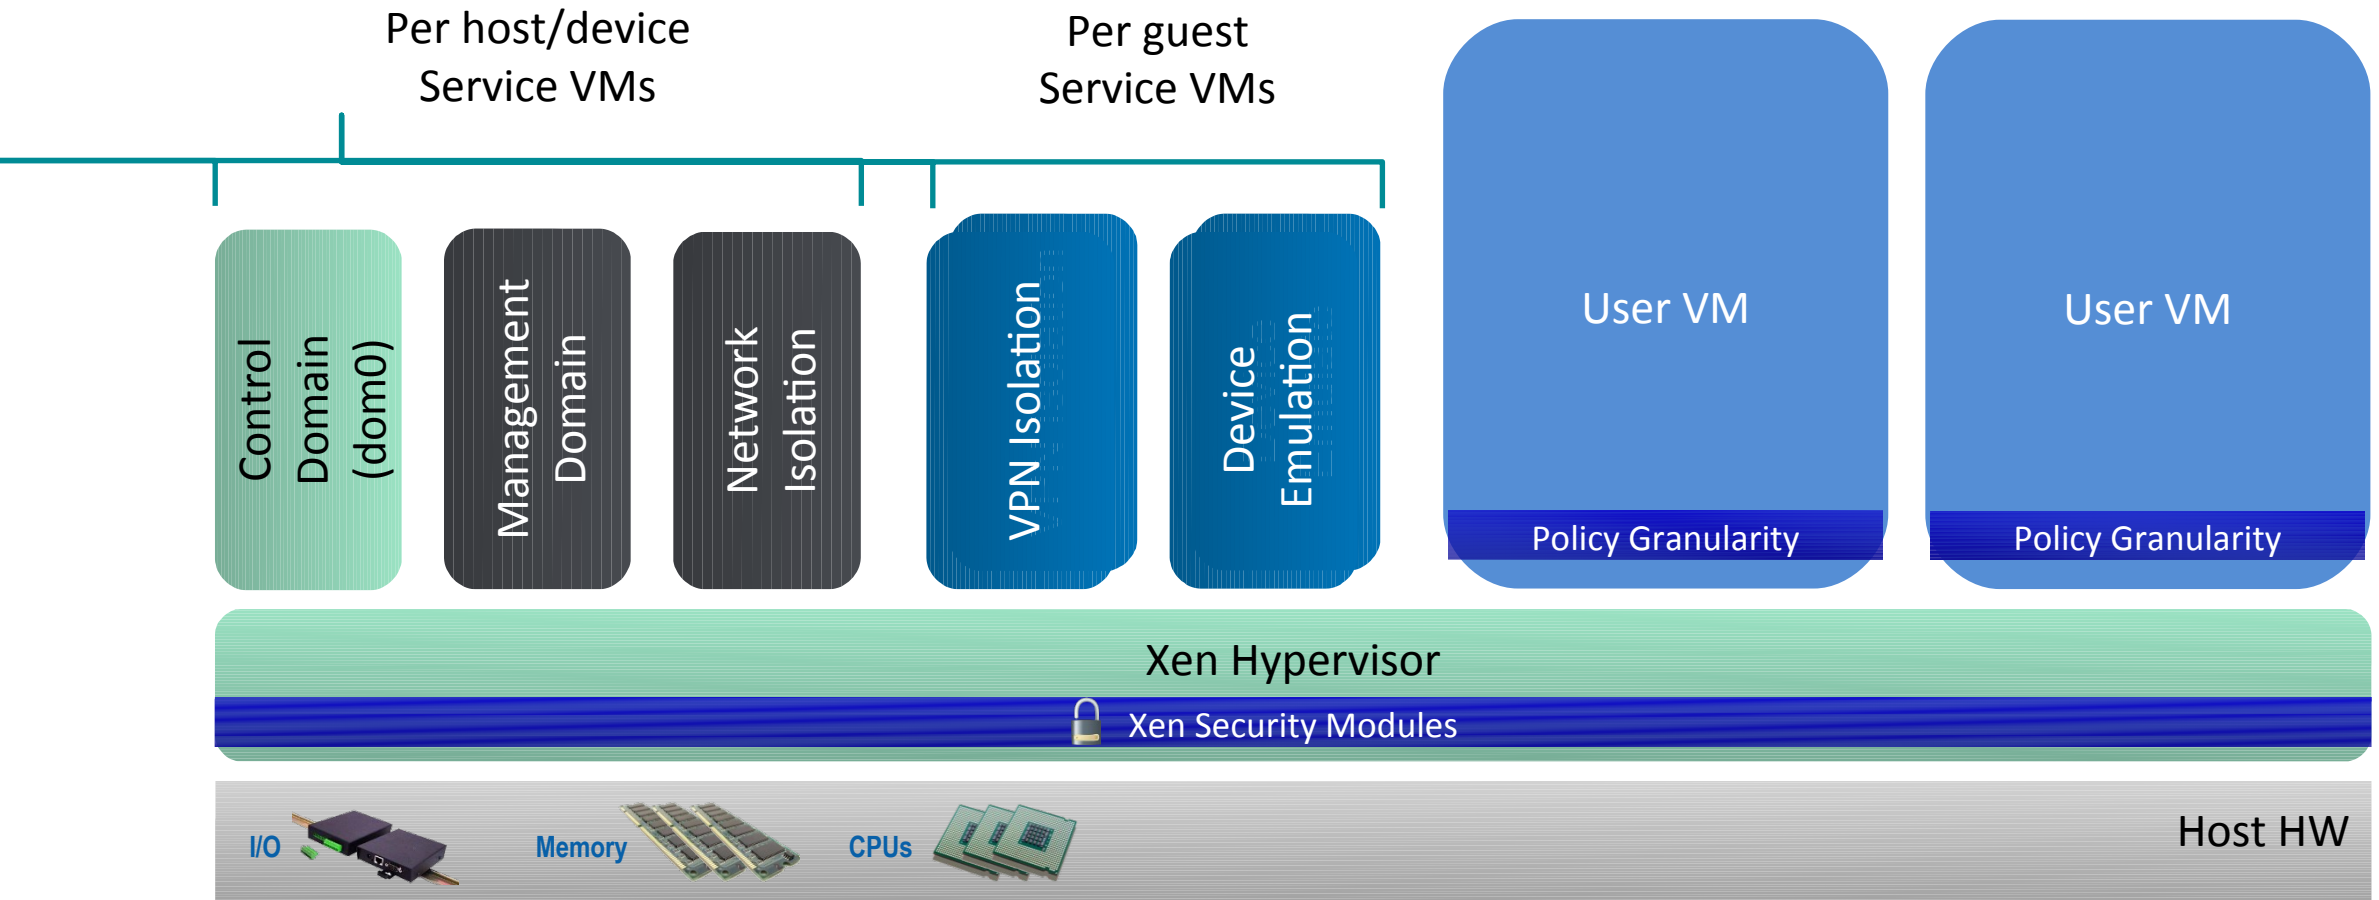 Per host/device
Service VMs
Per guest
Service VMs
Control
Domain
(dom0)
Management
Domain
Network
Isolation
VPN Isolation
Device
Emulation
User VM
Policy Granularity
User VM
Policy Granularity
Xen Hypervisor
Xen Security Modules
I/O
Memory
CPUs
Host HW